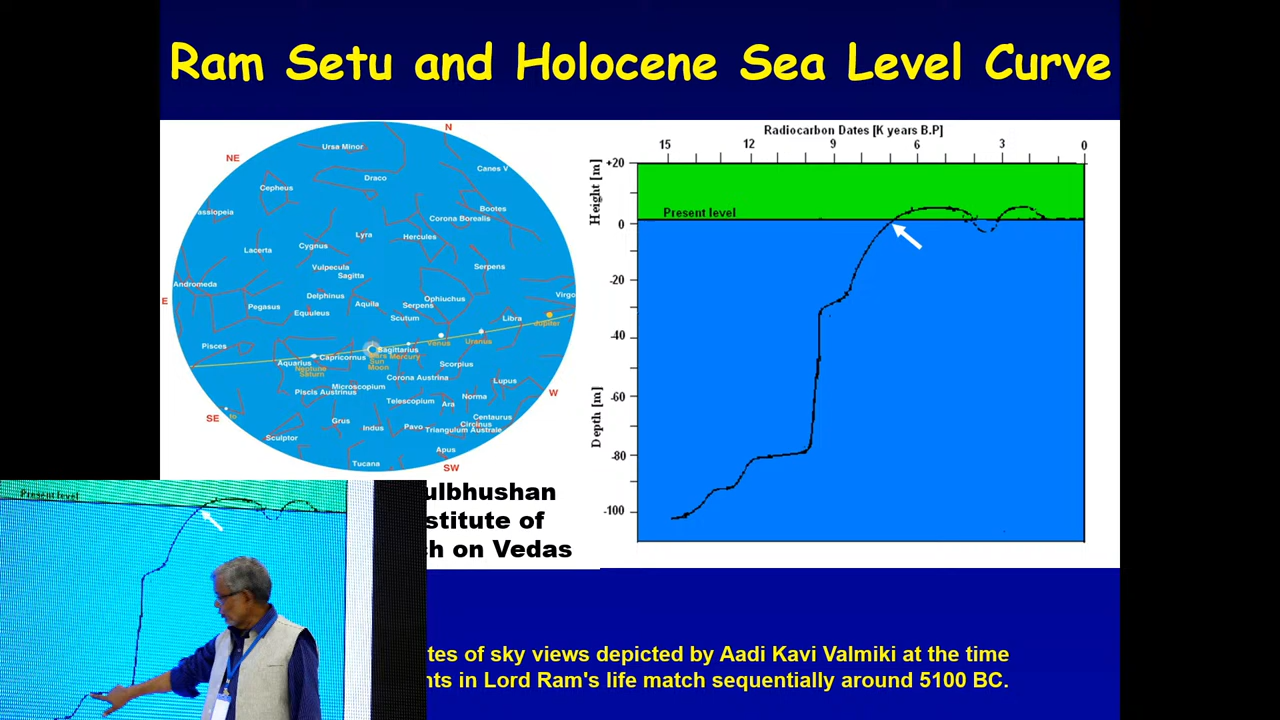 Ram Setu and Holocene Sea Level Curve
N
Ursa Minor
NE
Draco
Canes V
Cepheus
assiopeia
Bootes
Corona Borealis
Lyra
Hercules
Lacerta
Cygnus
Vulpecula
Sagitta
Serpens
Andromeda
Delphinus
Aquila
Ophiuchus
Virgo
E
Pegasus
Equuleus
Serpens
Scutum
Libra
Jupiter
Pisces
Venus
Uranus
Aquarius
Capricornus
Sagittarius
Mars Mercury
Neptune
Saturn
Sun
Moon
Scorpius
Corona Austrina
Lupus
Microscopium
Piscis Austrinus
Telescopium
Ara
Norma
W
SE
Io
Grus
Indus
Pavo
Centaurus
Circinus
Triangulum Australe
Sculptor
Apus
Tucana
SW
Radiocarbon Dates [K years B.P]
15 12 9 6 3 0
Height [m]
Depth [m]
+20
Present level
0
-20
-40
-60
-80
-100
Present level
ulbhushan
stitute of
ch on Vedas
tes of sky views depicted by Aadi Kavi Valmiki at the time
nts in Lord Ram's life match sequentially around 5100 BC.